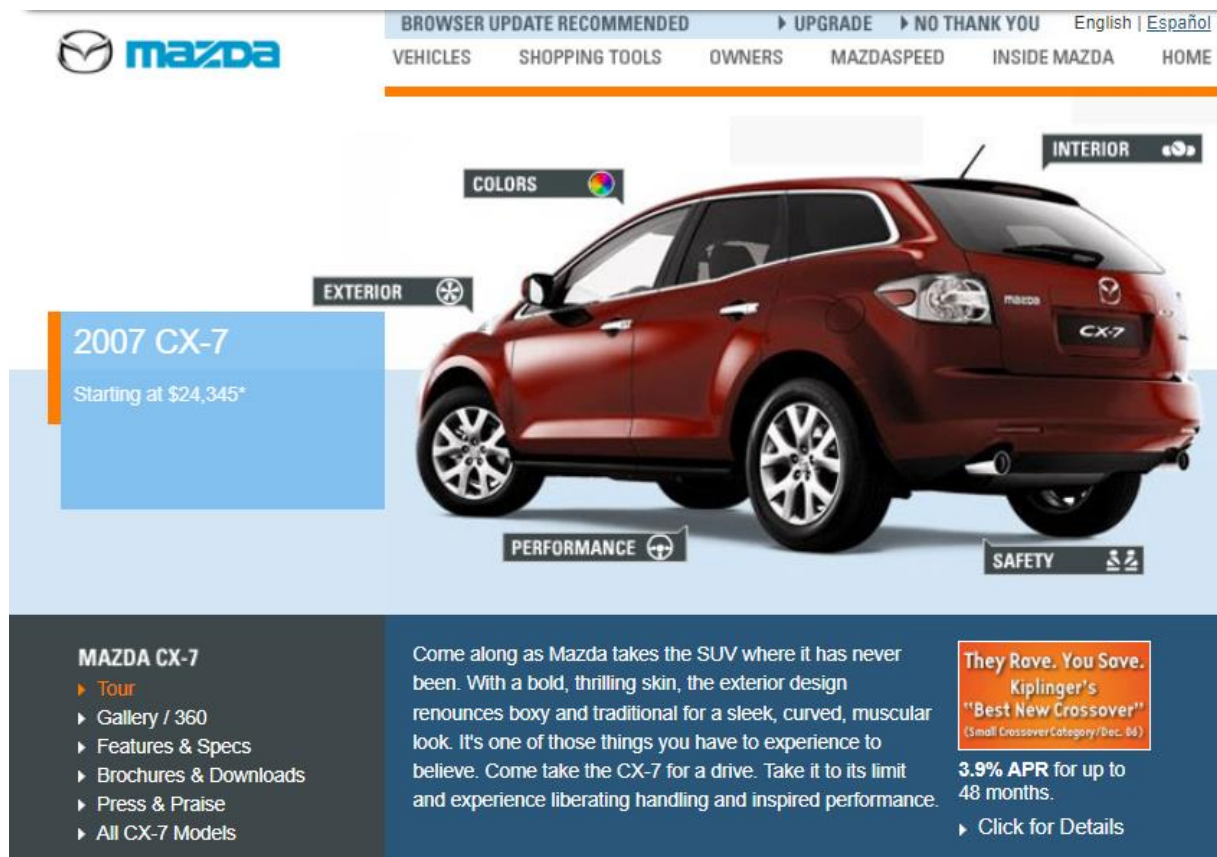 BROWSER UPDATE RECOMMENDED UPGRADE NO THANK YOU English | Español
mazda
VEHICLES SHOPPING TOOLS OWNERS MAZDASPEED INSIDE MAZDA HOME
INTERIOR
COLORS
EXTERIOR
mazda
CX-7
2007 CX-7
Starting at $24,345*
PERFORMANCE
SAFETY
MAZDA CX-7
Tour
Gallery / 360
Features & Specs
Brochures & Downloads
Press & Praise
All CX-7 Models
Come along as Mazda takes the SUV where it has never
been. With a bold, thrilling skin, the exterior design
renounces boxy and traditional for a sleek, curved, muscular
look. It's one of those things you have to experience to
believe. Come take the CX-7 for a drive. Take it to its limit
and experience liberating handling and inspired performance.
They Rave. You Save.
Kiplinger's
"Best New Crossover"
(Small Crossover Category/Dec. 06)
3.9% APR for up to
48 months.
Click for Details